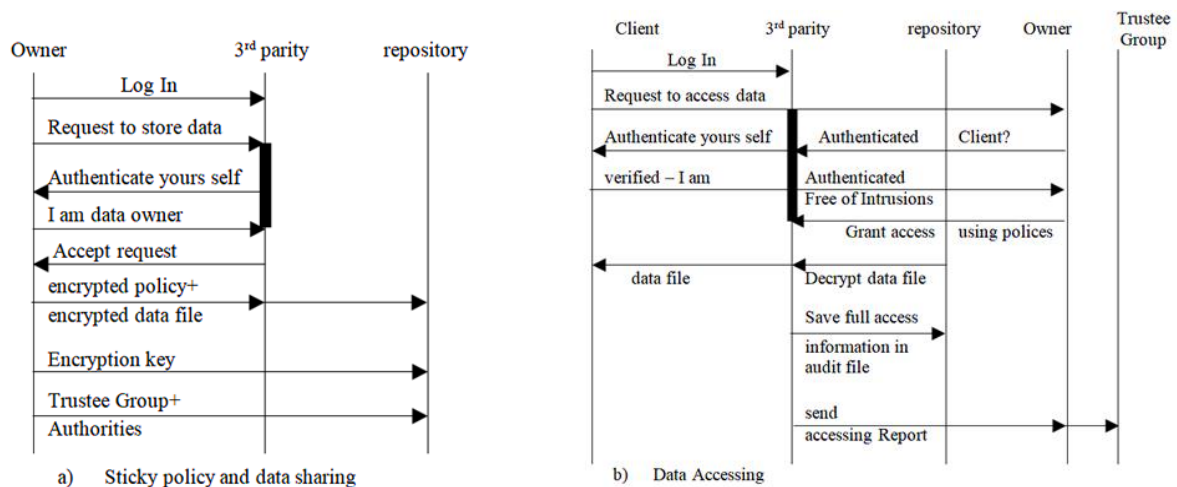 Owner 3rd parity repository
Log In
Request to store data
Authenticate yours self
I am data owner
Accept request
encrypted policy+
encrypted data file
Encryption key
Trustee Group+
Authorities
a) Sticky policy and data sharing
Client 3rd parity repository Owner Trustee
Group
Log In
Request to access data
Authenticate yours self Authenticated Client?
verified – I am Authenticated
Free of Intrusions
Grant access using polices
data file Decrypt data file
Save full access
information in
audit file
send
accessing Report
b) Data Accessing